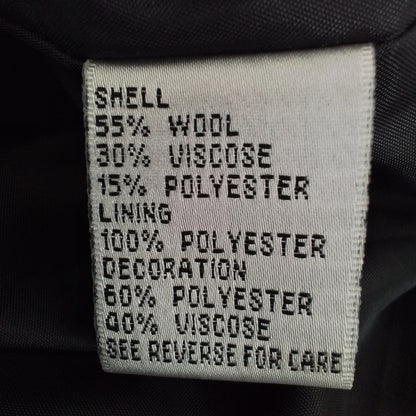 SHELL
55% WOOL
30% VISCOSE
15% POLYESTER
LINING
100% POLYESTER
DECORATION
60% POLYESTER
40% VISCOSE
SEE REVERSE FOR CARE